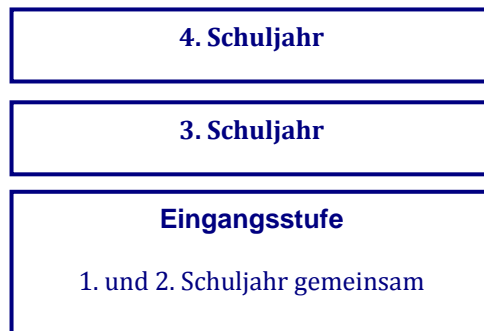 4. Schuljahr
3. Schuljahr
Eingangsstufe
1. und 2. Schuljahr gemeinsam